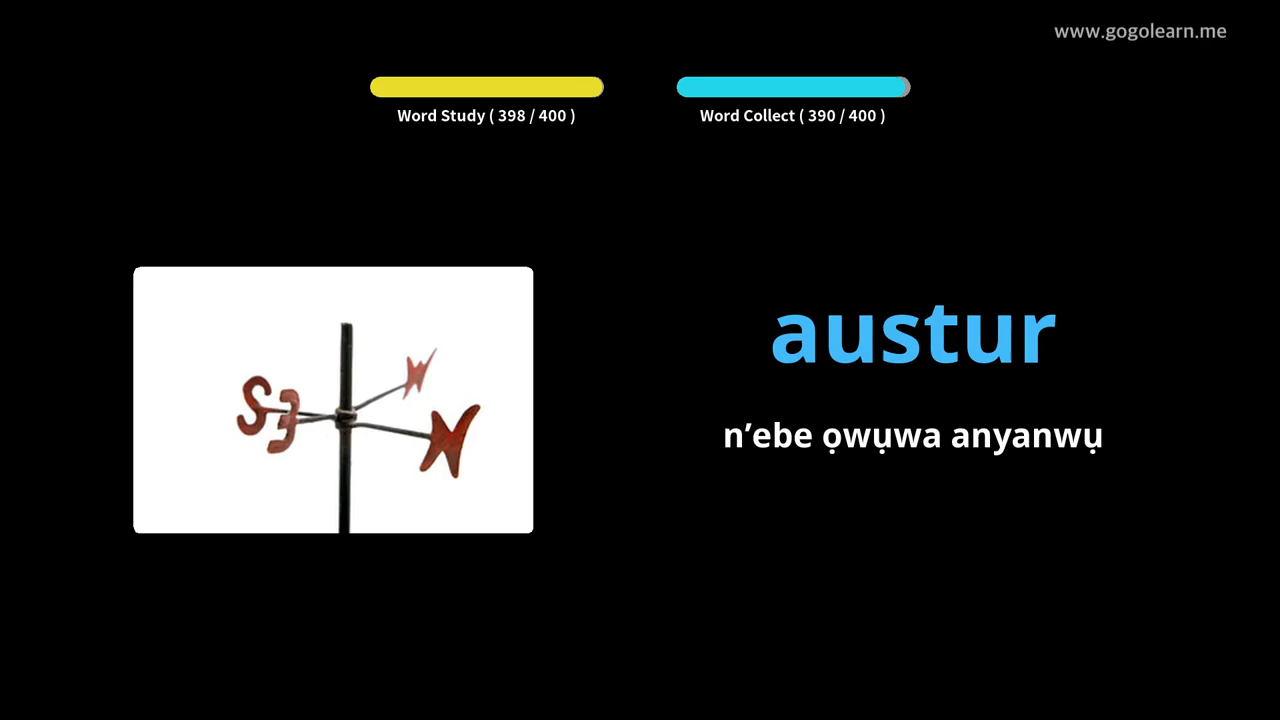 www.gogolearn.me
Word Study ( 398 / 400 )
Word Collect ( 390 / 400 )
austur
n’ebe ọwụwa anyanwụ
S E N